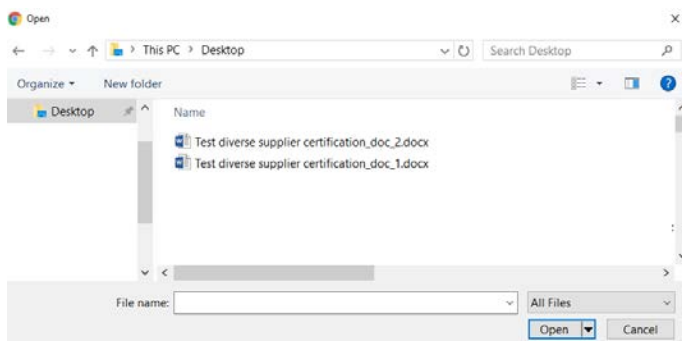 Open
This PC > Desktop
Search Desktop
Organize
New folder
Desktop
Name
Test diverse supplier certification_doc_2.docx
Test diverse supplier certification_doc_1.docx
File name:
All Files
Open
Cancel